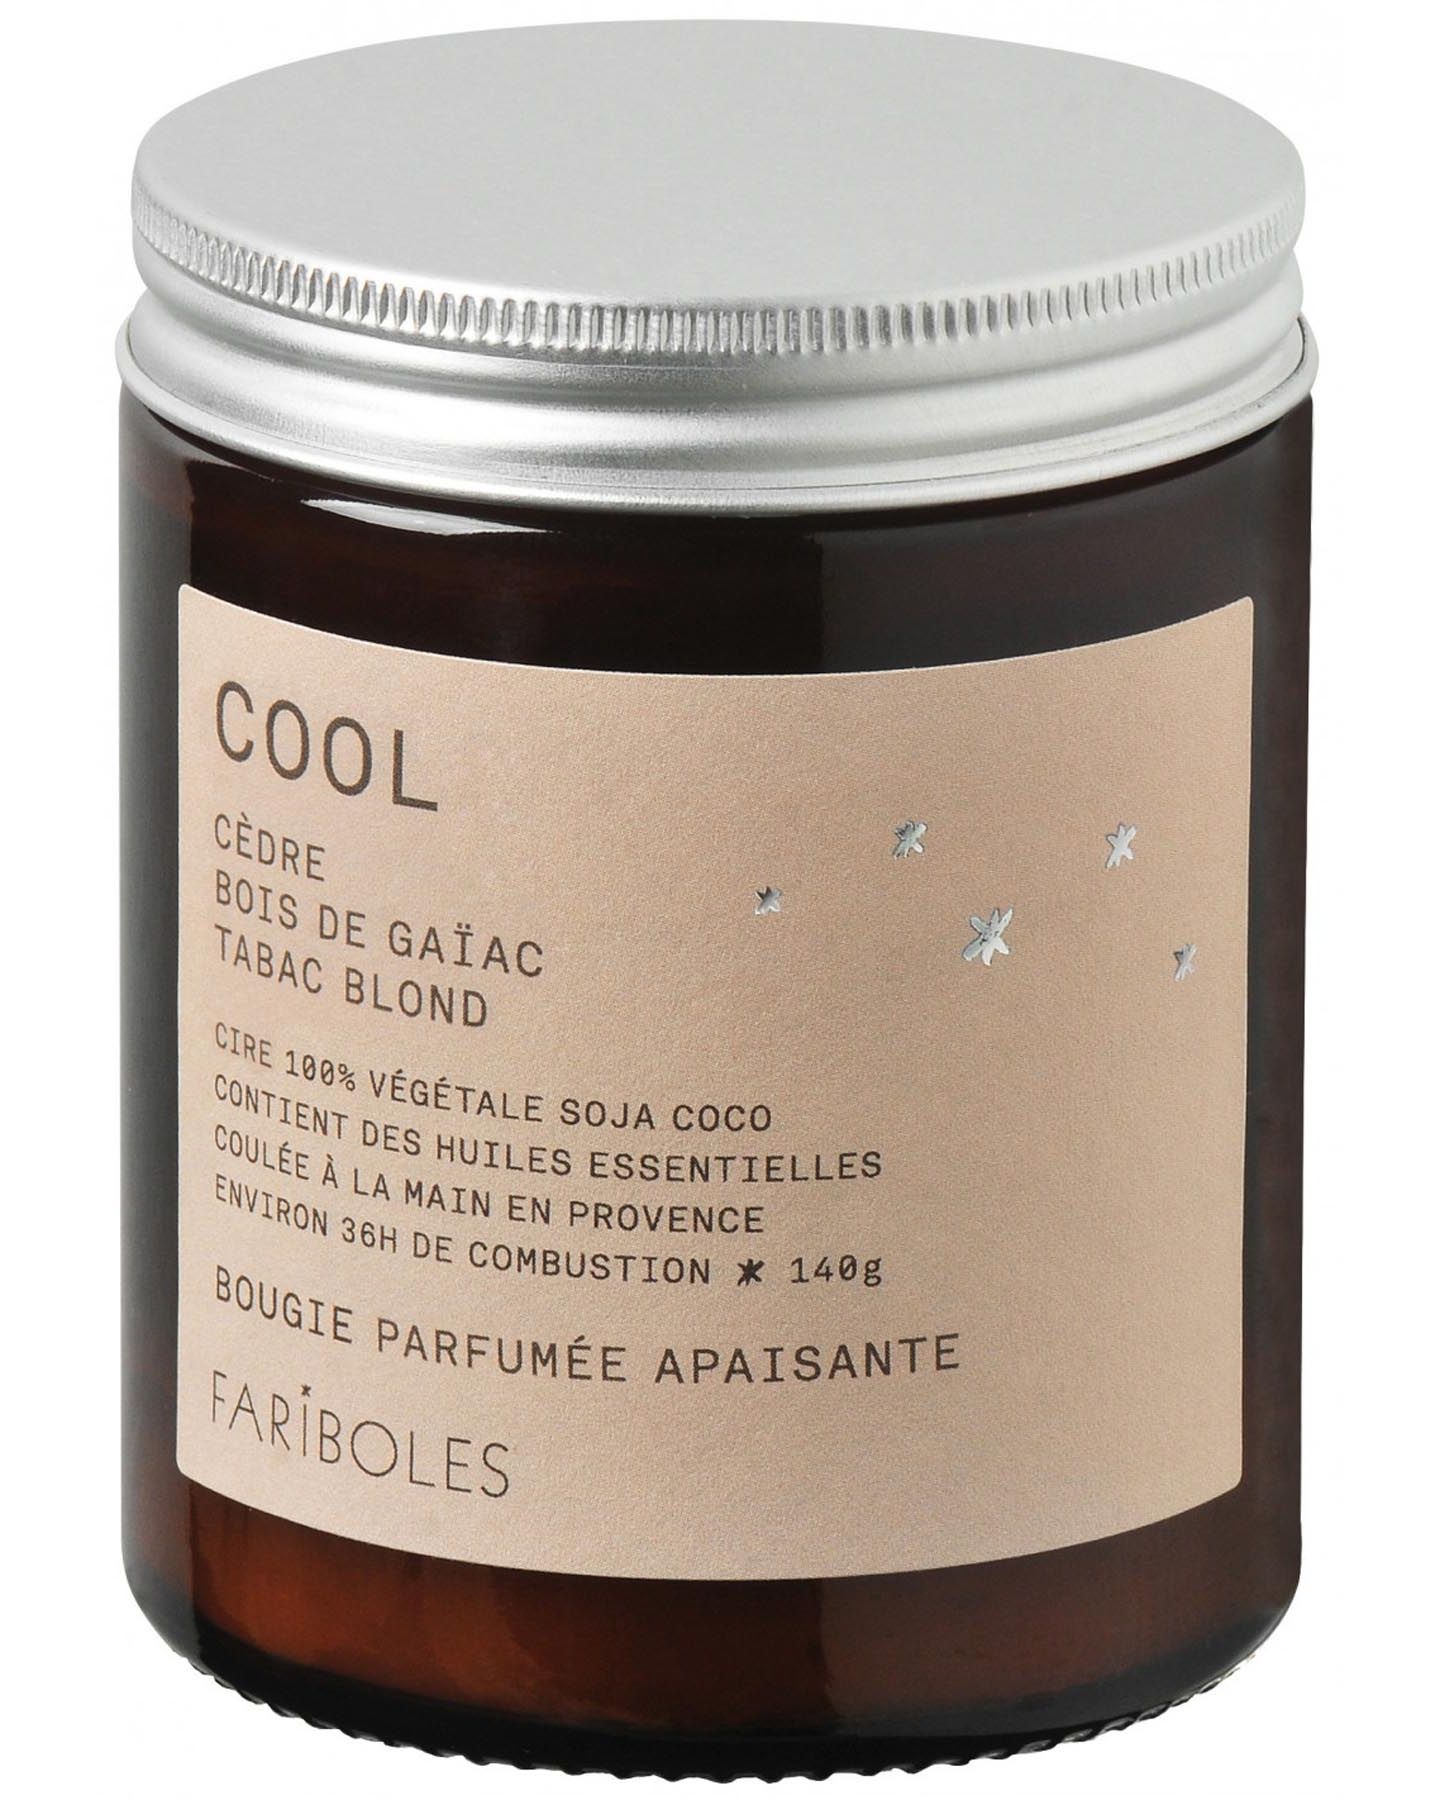 COOL
CÈDRE
BOIS DE GAÏAC
TABAC BLOND
CIRE 100% VÉGÉTALE SOJA COCO
CONTIENT DES HUILES ESSENTIELLES
COULÉE À LA MAIN EN PROVENCE
ENVIRON 36H DE COMBUSTION * 140g
BOUGIE PARFUMÉE APAISANTE
FARIBOLES